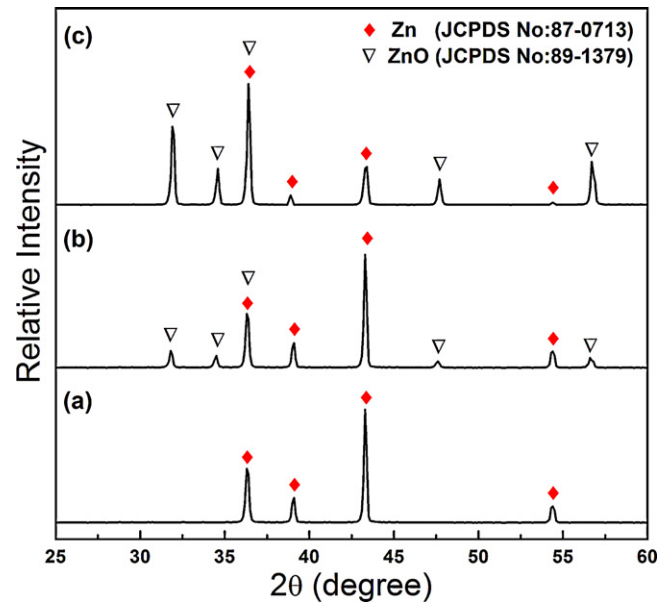 (c)
♦ Zn (JCPDS No:87-0713)
▽ ZnO (JCPDS No:89-1379)
(b)
(a)
Relative Intensity
25 30 35 40 45 50 55 60
2θ (degree)